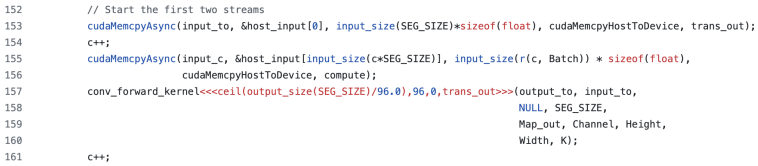 152 // Start the first two streams
153 cudaMemcpyAsync(input_to, &host_input[0], input_size(SEG_SIZE)*sizeof(float), cudaMemcpyHostToDevice, trans_out);
154 c++;
155 cudaMemcpyAsync(input_c, &host_input[input_size(c*SEG_SIZE)], input_size(r(c, Batch)) * sizeof(float),
156 cudaMemcpyHostToDevice, compute);
157 conv_forward_kernel<<<ceil(output_size(SEG_SIZE)/96.0),96,0,trans_out>>>(output_to, input_to,
158 NULL, SEG_SIZE,
159 Map_out, Channel, Height,
160 Width, K);
161 c++;